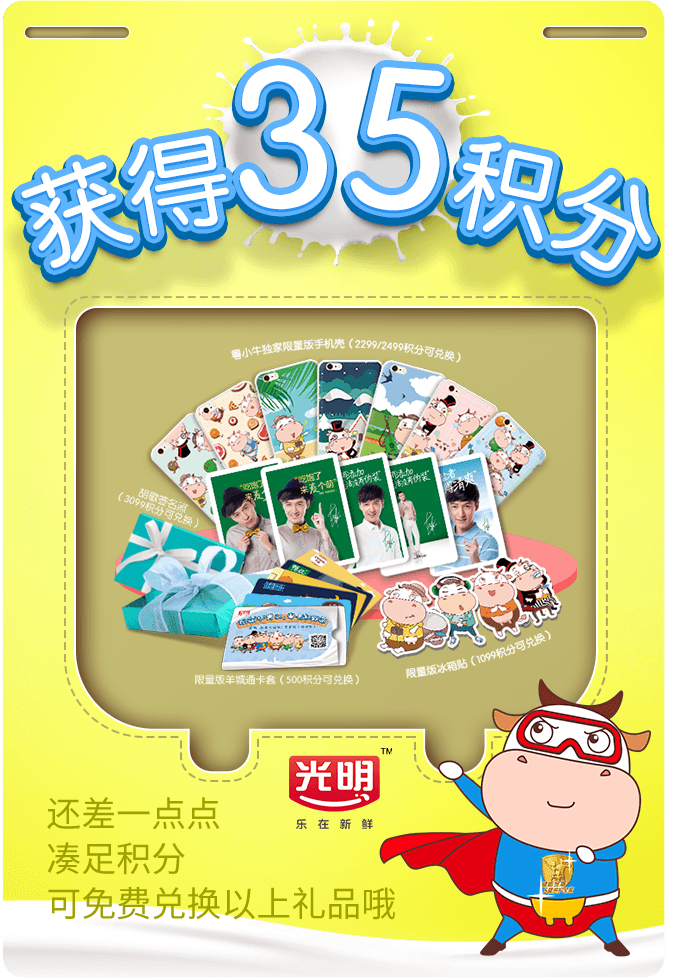 获得35积分
馨小牛独家限量版手机壳（2299/2499积分可兑换）
胡歌签名照
（3099积分可兑换）
限量版羊城通卡套（500积分可兑换）
限量版冰箱贴（1099积分可兑换）
光明
TM
乐在新鲜
还差一点点
凑足积分
可免费兑换以上礼品哦